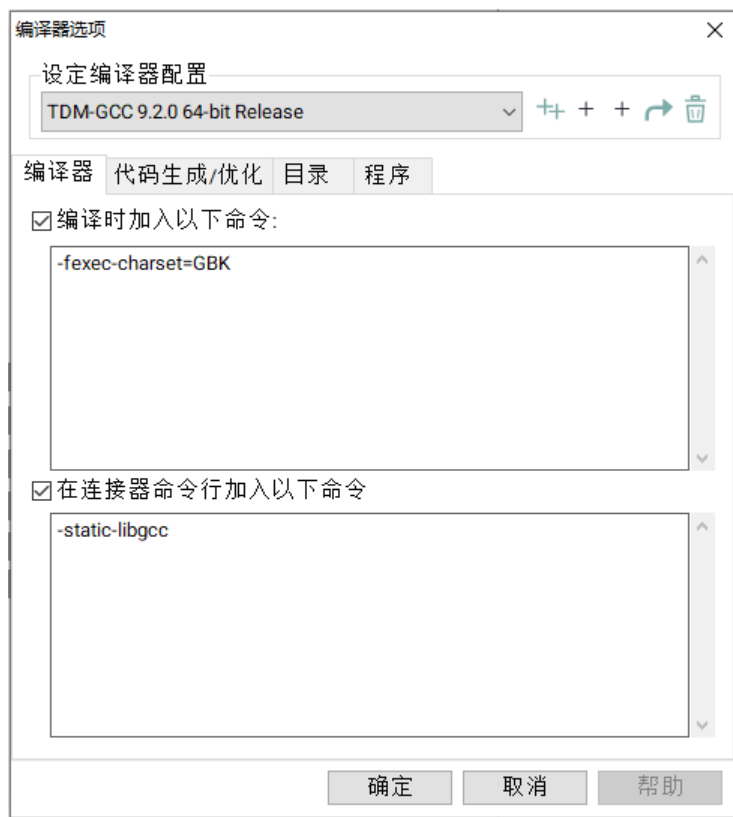 编译器选项
设定编译器配置
TDM-GCC 9.2.0 64-bit Release
编译器 代码生成/优化 目录 程序
编译时加入以下命令:
-fexec-charset=GBK
在连接器命令行加入以下命令
-static-libgcc
确定 取消 帮助